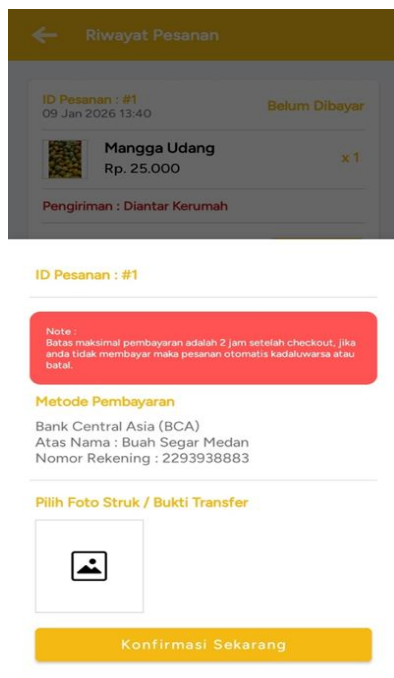 Riwayat Pesanan
ID Pesanan : #1
09 Jan 2026 13:40
Belum Dibayar
Mangga Udang
Rp. 25.000
x 1
Pengiriman : Diantar Kerumah
ID Pesanan : #1
Note :
Batas maksimal pembayaran adalah 2 jam setelah checkout, jika
anda tidak membayar maka pesanan otomatis kadaluwarsa atau
batal.
Metode Pembayaran
Bank Central Asia (BCA)
Atas Nama : Buah Segar Medan
Nomor Rekening : 2293938883
Pilih Foto Struk / Bukti Transfer
Konfirmasi Sekarang